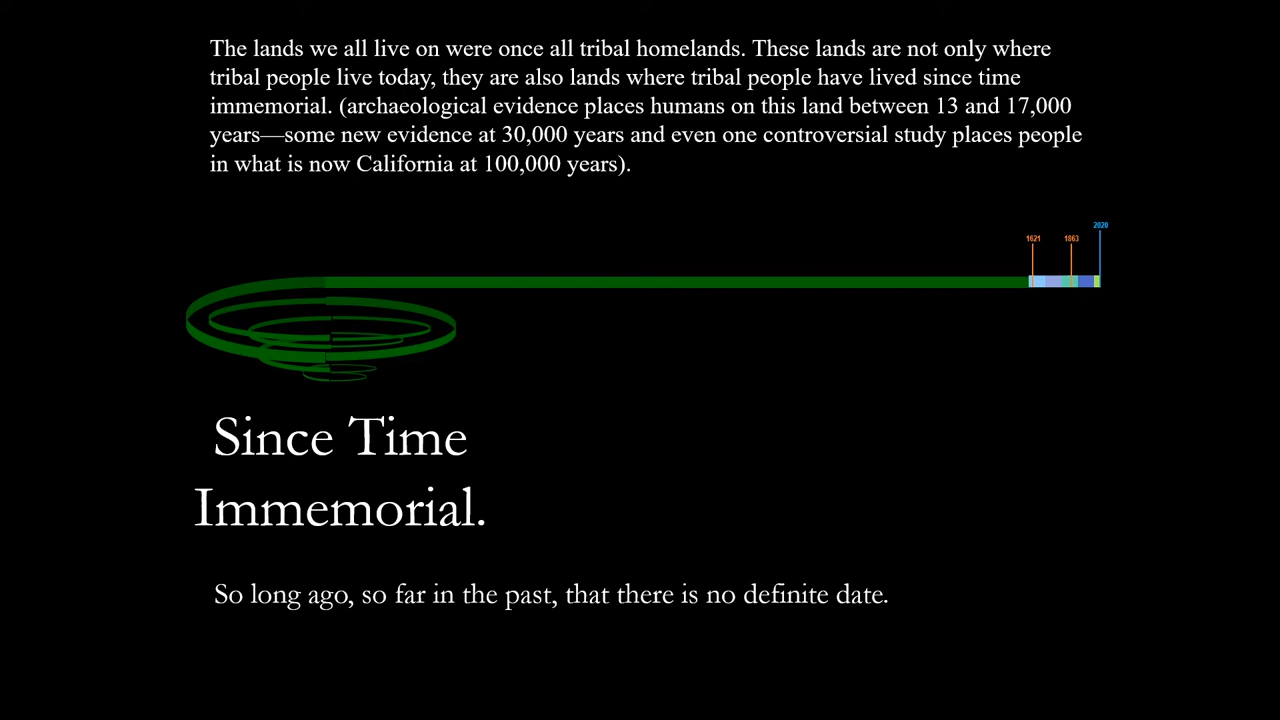 The lands we all live on were once all tribal homelands. These lands are not only where
tribal people live today, they are also lands where tribal people have lived since time
immemorial. (archaeological evidence places humans on this land between 13 and 17,000
years—some new evidence at 30,000 years and even one controversial study places people
in what is now California at 100,000 years).
2020
1621
1863
Since Time
Immemorial.
So long ago, so far in the past, that there is no definite date.